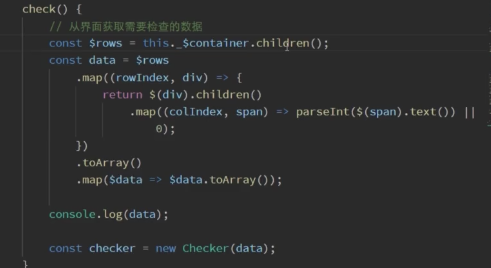 check() {
// 从界面获取需要检查的数据
const $rows = this._$container.children();
const data = $rows
.map((rowIndex, div) => {
return $(div).children()
.map((colIndex, span) => parseInt($(span).text()) ||
0);
})
.toArray()
.map($data => $data.toArray());
console.log(data);
const checker = new Checker(data);